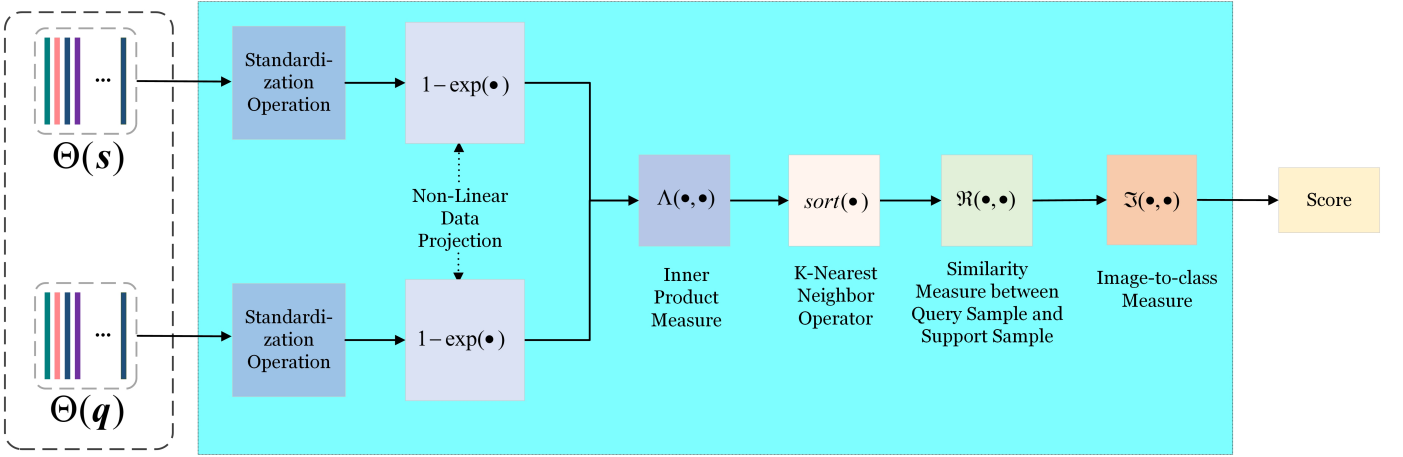 ...
Θ(s)
Standardi-
zation
Operation
1−exp(•)
Non-Linear
Data
Projection
...
Θ(q)
Standardi-
zation
Operation
1−exp(•)
Λ(•,•)
Inner
Product
Measure
sort(•)
K-Nearest
Neighbor
Operator
ℜ(•,•)
Similarity
Measure between
Query Sample and
Support Sample
ℑ(•,•)
Image-to-class
Measure
Score